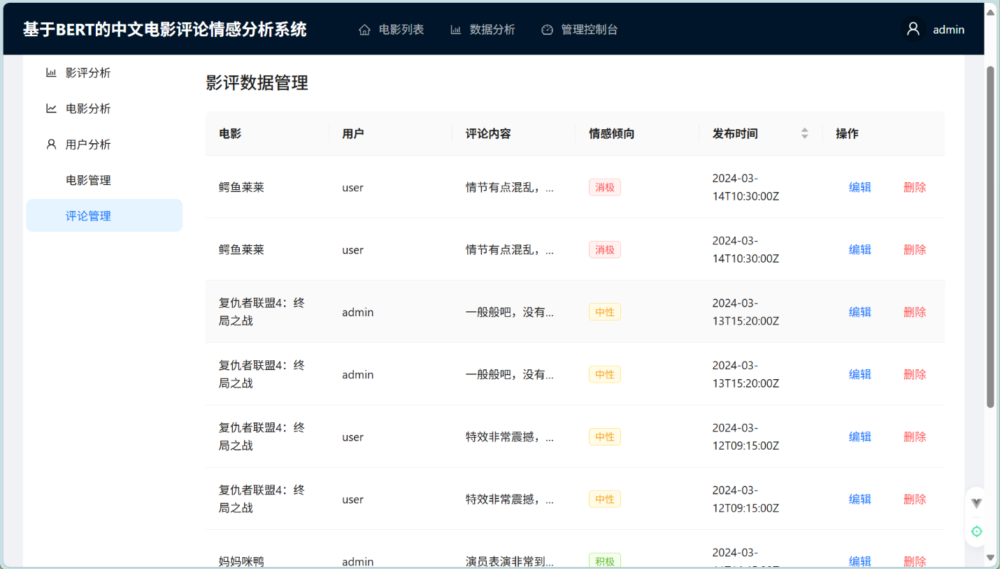 基于BERT的中文电影评论情感分析系统 电影列表 数据分析 管理控制台 admin
影评分析
电影分析
用户分析
电影管理
评论管理
影评数据管理
电影 用户 评论内容 情感倾向 发布时间 操作
鳄鱼莱莱 user 情节有点混乱，... 消极 2024-03-
14T10:30:00Z 编辑 删除
鳄鱼莱莱 user 情节有点混乱，... 消极 2024-03-
14T10:30:00Z 编辑 删除
复仇者联盟4：终
局之战 admin 一般般吧，没有... 中性 2024-03-
13T15:20:00Z 编辑 删除
复仇者联盟4：终
局之战 admin 一般般吧，没有... 中性 2024-03-
13T15:20:00Z 编辑 删除
复仇者联盟4：终
局之战 user 特效非常震撼，... 中性 2024-03-
12T09:15:00Z 编辑 删除
复仇者联盟4：终
局之战 user 特效非常震撼，... 中性 2024-03-
12T09:15:00Z 编辑 删除
妈妈咪鸭 admin 演员表演非常到... 积极 2024-03-
编辑 删除